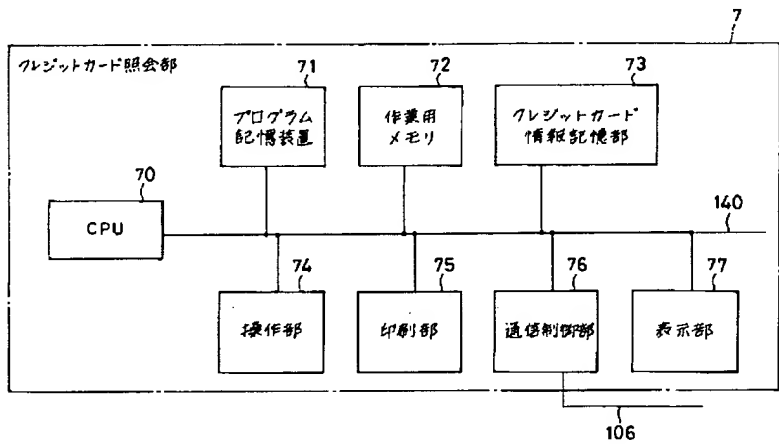 7
クレジットカード照会部
71
72
73
プログラム
記憶装置
作業用
メモリ
クレジットカード
情報記憶部
70
CPU
140
74
75
76
77
操作部
印刷部
通信制御部
表示部
106